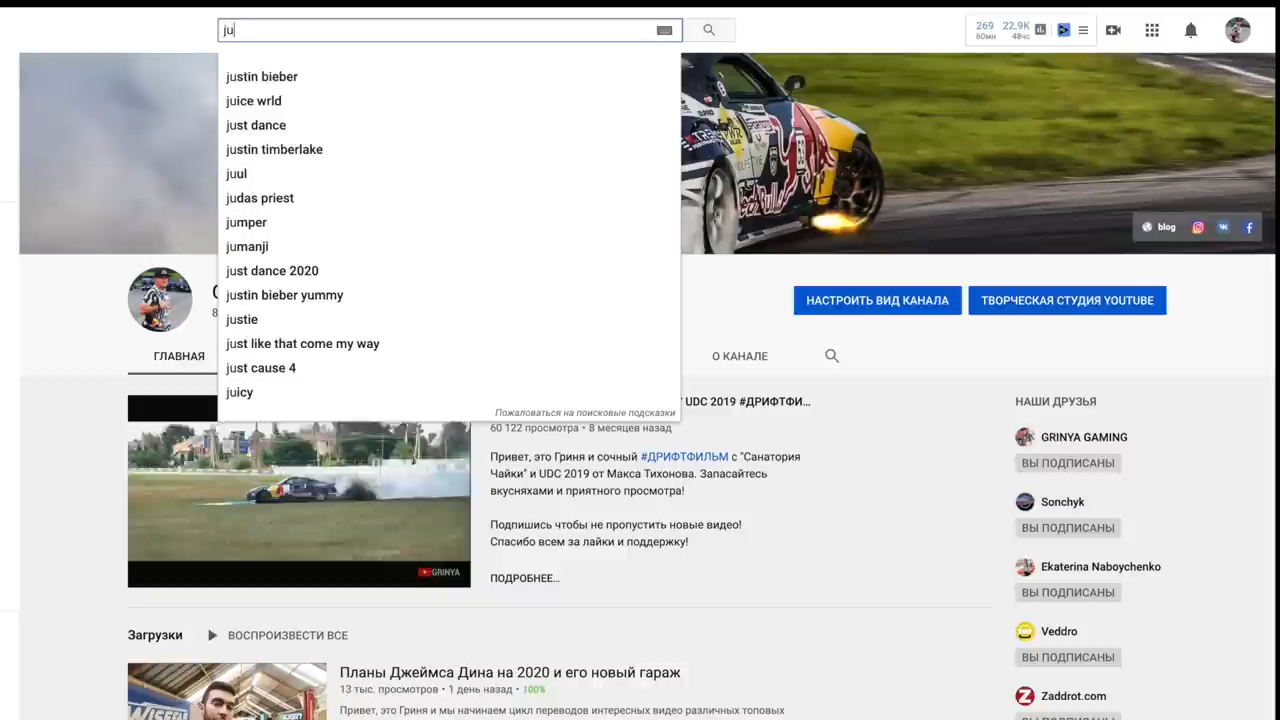 ju
269
22,9K
60мн
48чс
justin bieber
juice wrld
just dance
justin timberlake
juul
judas priest
jumper
jumanji
just dance 2020
justin bieber yummy
justie
just like that come my way
just cause 4
juicy
Пожаловаться на поисковые подсказки
Red Bull
blog
НАСТРОИТЬ ВИД КАНАЛА
ТВОРЧЕСКАЯ СТУДИЯ YOUTUBE
ГЛАВНАЯ
О КАНАЛЕ
UDC 2019 #ДРИФТФИ...
60 122 просмотра • 8 месяцев назад
Привет, это Гриня и сочный #ДРИФТФИЛЬМ с "Санатория
Чайки" и UDC 2019 от Макса Тихонова. Запасайтесь
вкусняхами и приятного просмотра!
Подпишись чтобы не пропустить новые видео!
Спасибо всем за лайки и поддержку!
ПОДРОБНЕЕ...
GRINYA
НАШИ ДРУЗЬЯ
GRINYA GAMING
ВЫ ПОДПИСАНЫ
Sonchyk
ВЫ ПОДПИСАНЫ
Ekaterina Naboychenko
ВЫ ПОДПИСАНЫ
Veddro
ВЫ ПОДПИСАНЫ
Zaddrot.com
Загрузки
ВОСПРОИЗВЕСТИ ВСЕ
Планы Джеймса Дина на 2020 и его новый гараж
13 тыс. просмотров • 1 день назад • 100%
Привет, это Гриня и мы начинаем цикл переводов интересных видео различных топовых